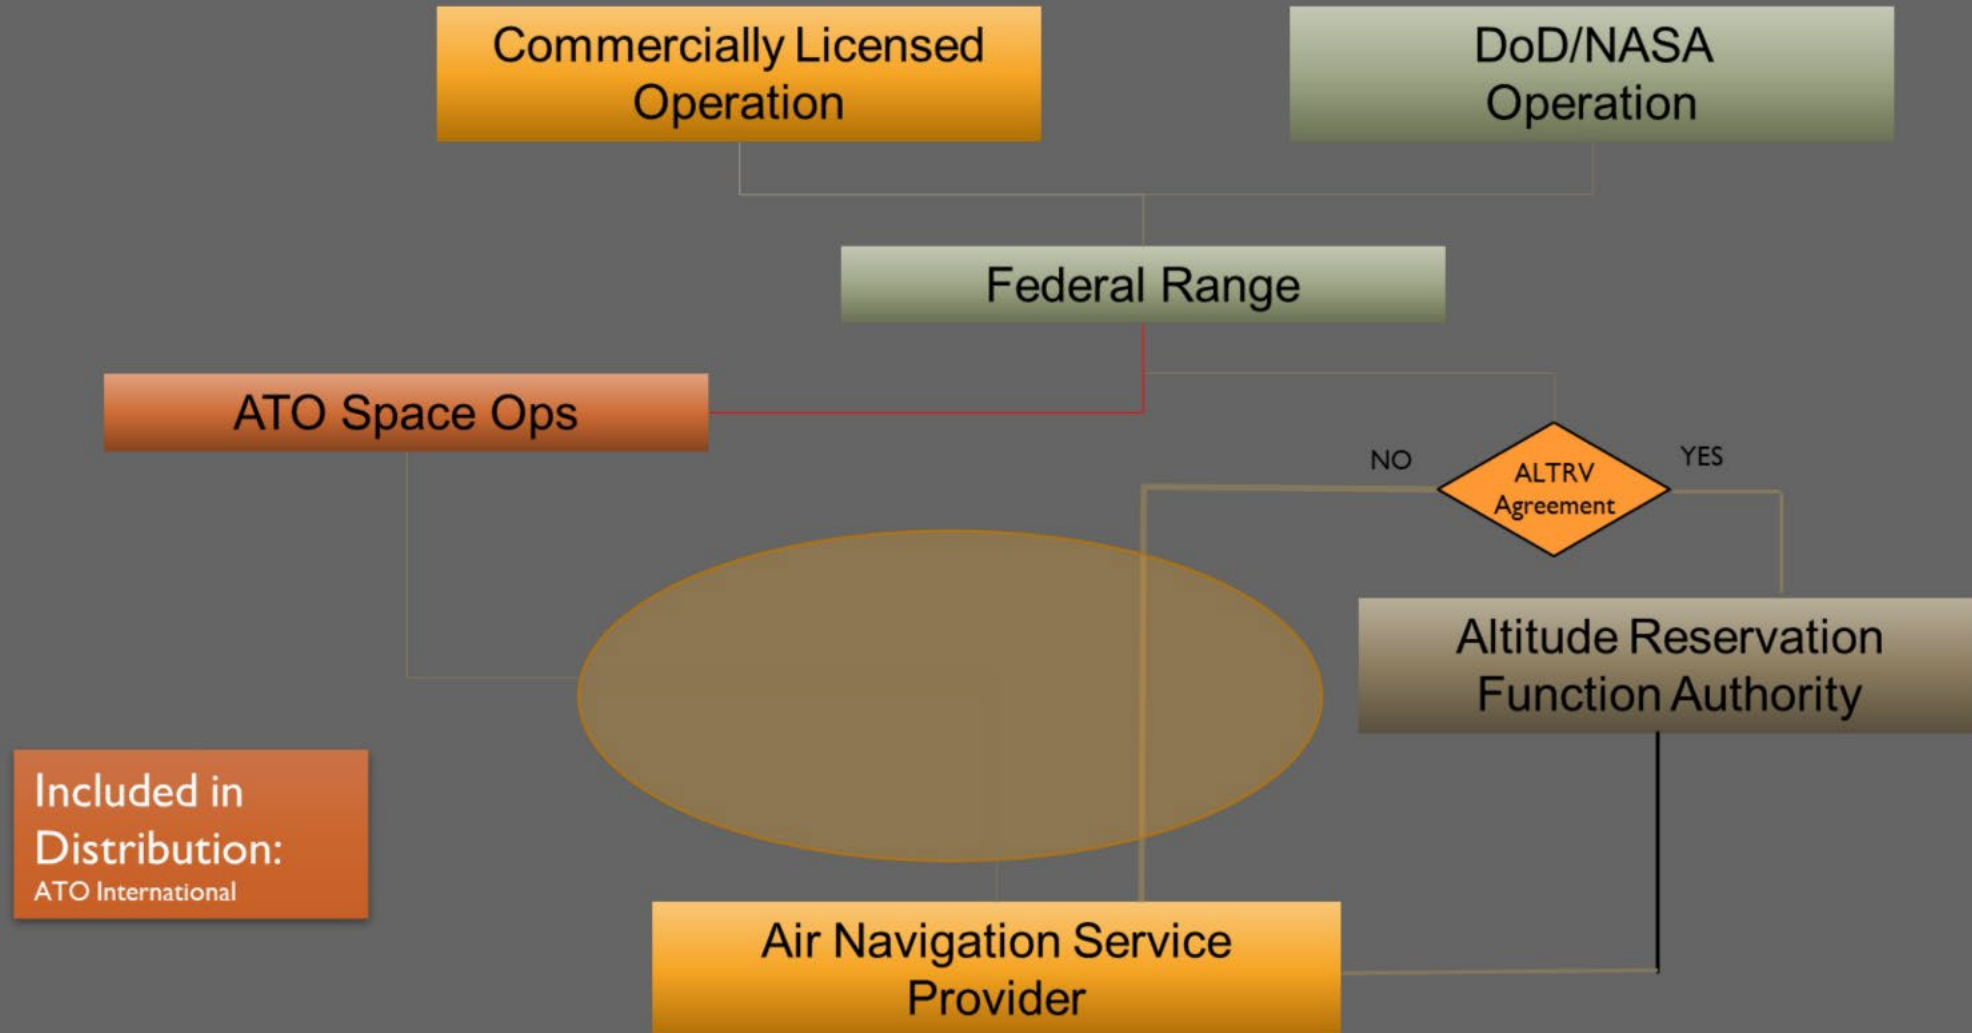 Commercially Licensed
Operation
DoD/NASA
Operation
Federal Range
ATO Space Ops
NO
YES
ALTRV
Agreement
Altitude Reservation
Function Authority
Included in
Distribution:
ATO International
Air Navigation Service
Provider